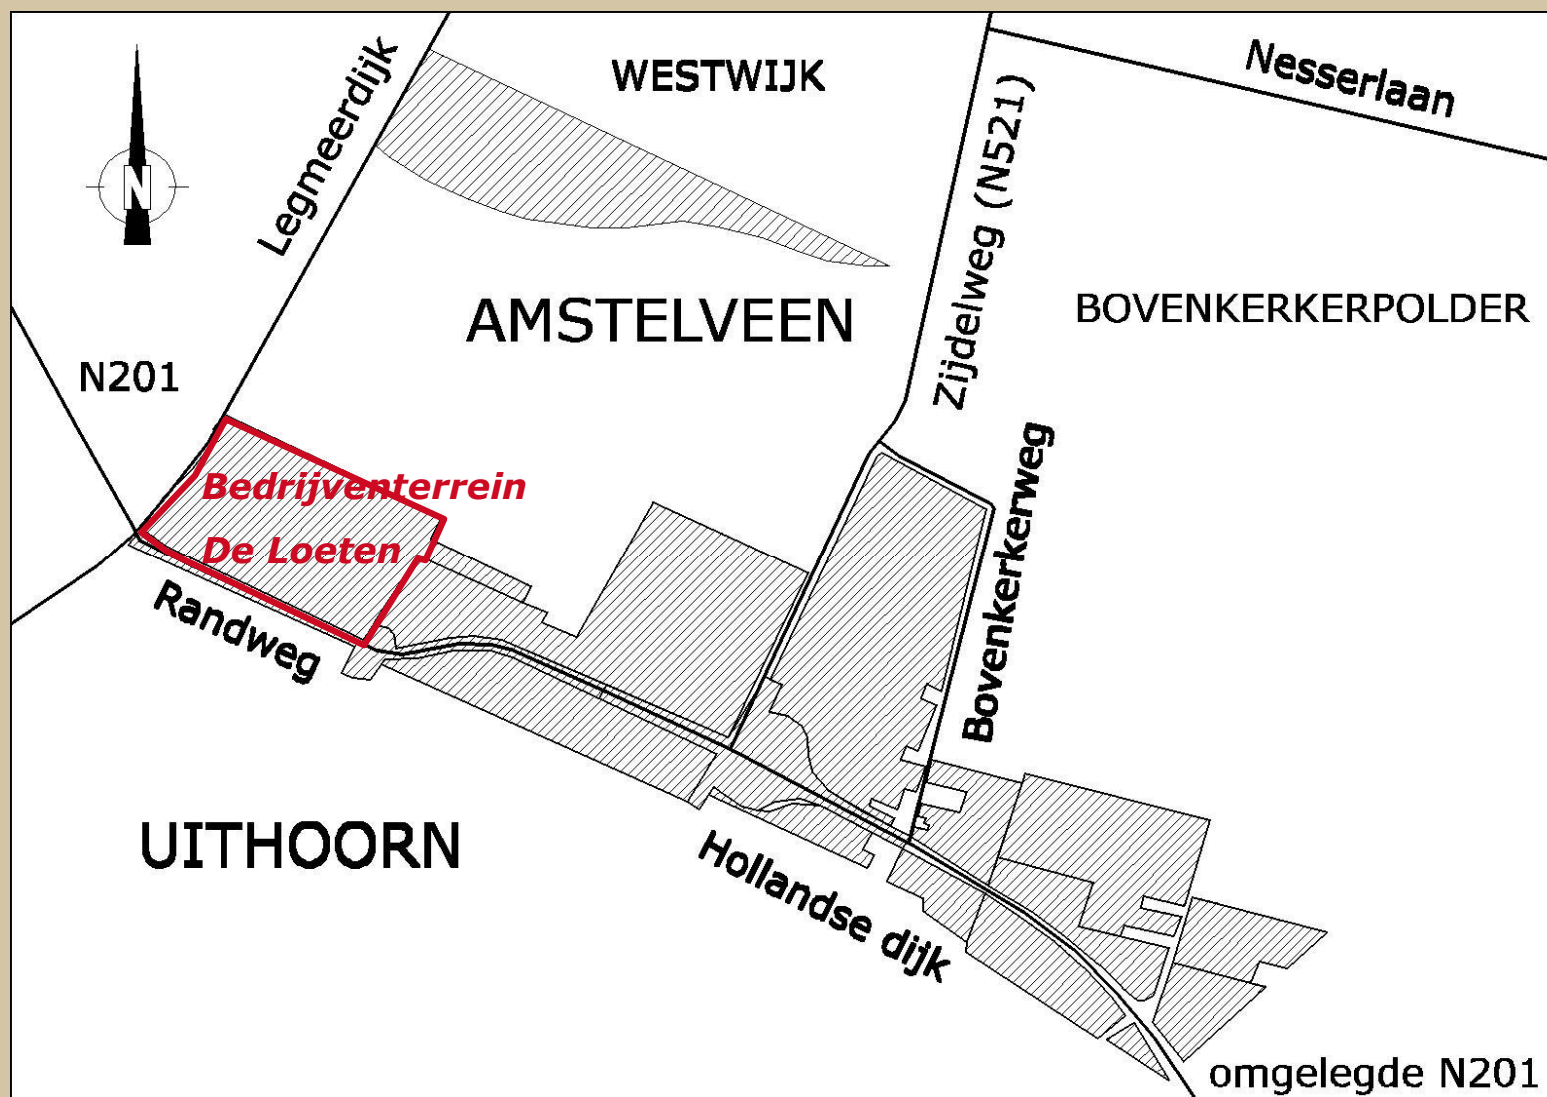 Legmeerdijk
WESTWIJK
Nesserlaan
N
Zijdelweg (N521)
AMSTELVEEN
BOVENKERKERPOLDER
N201
Bedrijventerrein
De Loeten
Bovenkerkerweg
Randweg
UITHOORN
Hollandse dijk
omgelegde N201